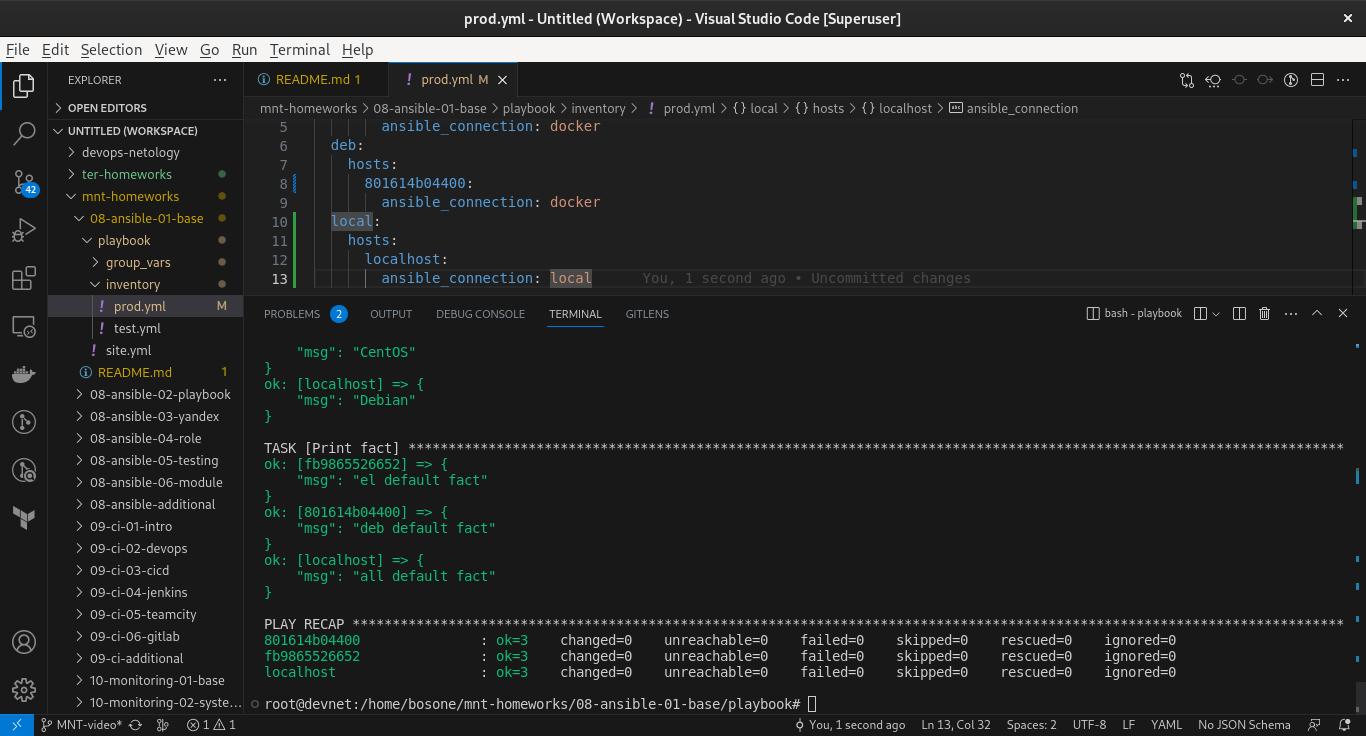 prod.yml - Untitled (Workspace) - Visual Studio Code [Superuser]
File Edit Selection View Go Run Terminal Help
EXPLORER
OPEN EDITORS
UNTITLED (WORKSPACE)
devops-netology
ter-homeworks
mnt-homeworks
08-ansible-01-base
playbook
group_vars
inventory
prod.yml M
test.yml
site.yml
README.md 1
08-ansible-02-playbook
08-ansible-03-yandex
08-ansible-04-role
08-ansible-05-testing
08-ansible-06-module
08-ansible-additional
09-ci-01-intro
09-ci-02-devops
09-ci-03-cicd
09-ci-04-jenkins
09-ci-05-teamcity
09-ci-06-gitlab
09-ci-additional
10-monitoring-01-base
10-monitoring-02-syste...
42
README.md 1 prod.yml M
mnt-homeworks > 08-ansible-01-base > playbook > inventory > prod.yml > {} local > {} hosts > {} localhost > ansible_connection
5 ansible_connection: docker
6 deb:
7 hosts:
8 801614b04400:
9 ansible_connection: docker
10 local:
11 hosts:
12 localhost:
13 ansible_connection: local You, 1 second ago • Uncommitted changes
PROBLEMS 2 OUTPUT DEBUG CONSOLE TERMINAL GITLENS bash - playbook
"msg": "CentOS"
}
ok: [localhost] => {
"msg": "Debian"
}
TASK [Print fact] *********************************************************************************************************************
ok: [fb9865526652] => {
"msg": "el default fact"
}
ok: [801614b04400] => {
"msg": "deb default fact"
}
ok: [localhost] => {
"msg": "all default fact"
}
PLAY RECAP ****************************************************************************************************************************
801614b04400 : ok=3 changed=0 unreachable=0 failed=0 skipped=0 rescued=0 ignored=0
fb9865526652 : ok=3 changed=0 unreachable=0 failed=0 skipped=0 rescued=0 ignored=0
localhost : ok=3 changed=0 unreachable=0 failed=0 skipped=0 rescued=0 ignored=0
root@devnet:/home/bosone/mnt-homeworks/08-ansible-01-base/playbook#
MNT-video* 1 1 You, 1 second ago Ln 13, Col 32 Spaces: 2 UTF-8 LF YAML No JSON Schema